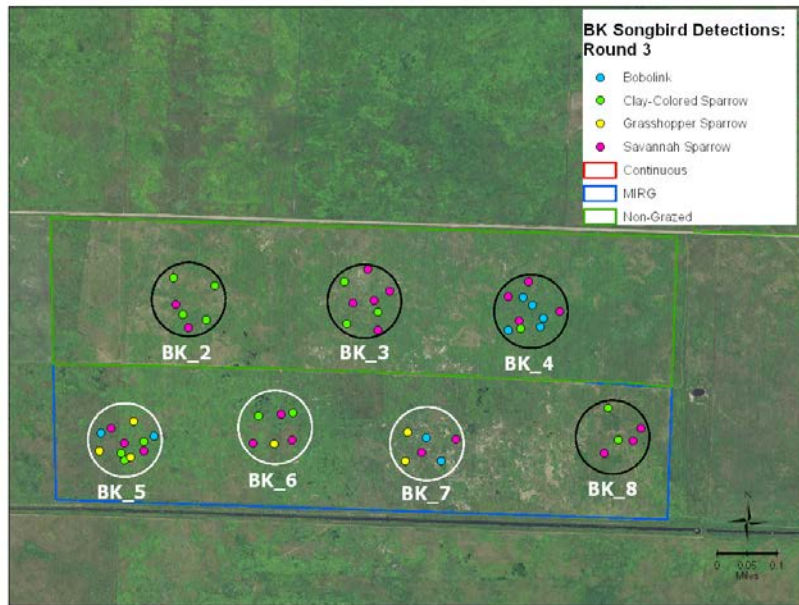 BK Songbird Detections:
Round 3
Bobolink
Clay-Colored Sparrow
Grasshopper Sparrow
Savannah Sparrow
Continuous
MIRG
Non-Grazed
BK_2
BK_3
BK_4
BK_5
BK_6
BK_7
BK_8
N
0 0.05 0.1
Miles